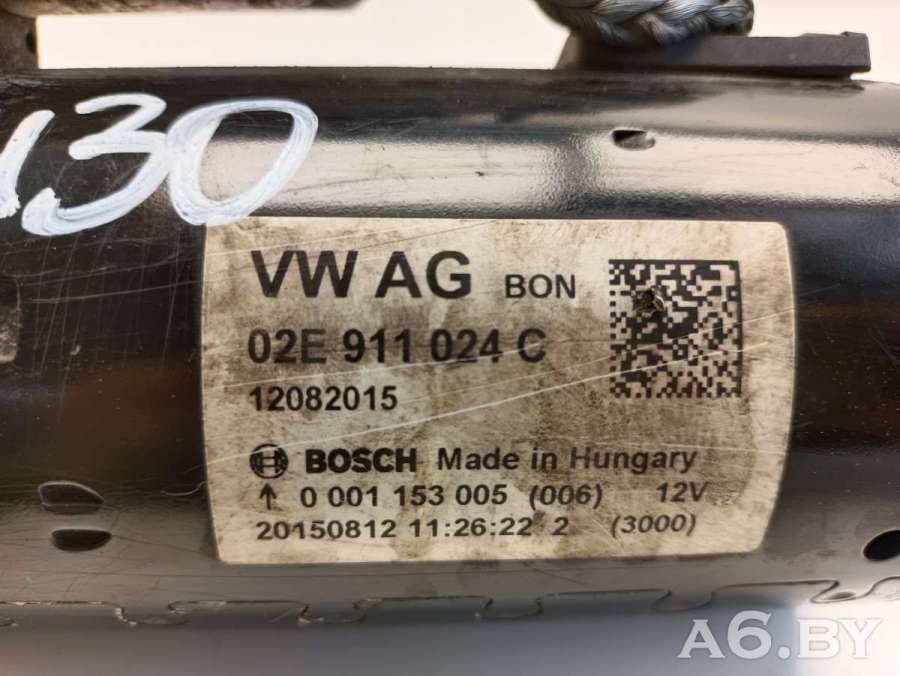 130
VW AG BON
02E 911 024 C
12082015
BOSCH Made in Hungary
↑ 0 001 153 005 (006) 12V
20150812 11:26:22 2 (3000)
A6.BY